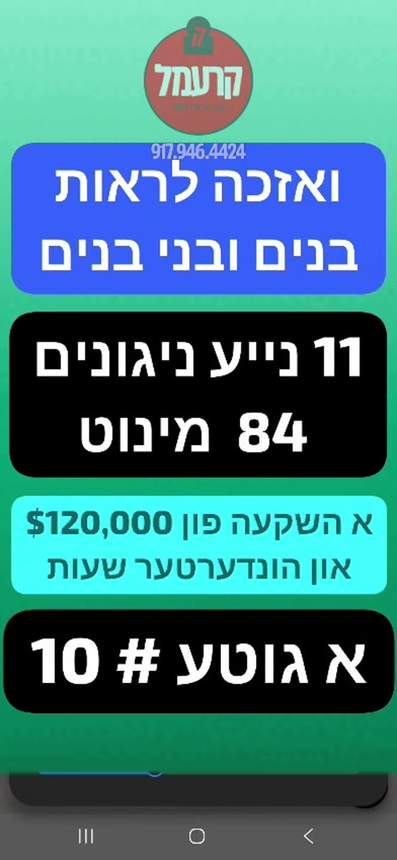 קרעמל
917.946.4424
ואזכה לראות
בנים ובני בנים
11 נייע ניגונים
84 מינוט
א השקעה פון $120,000
און הונדערטער שעות
א גוטע # 10